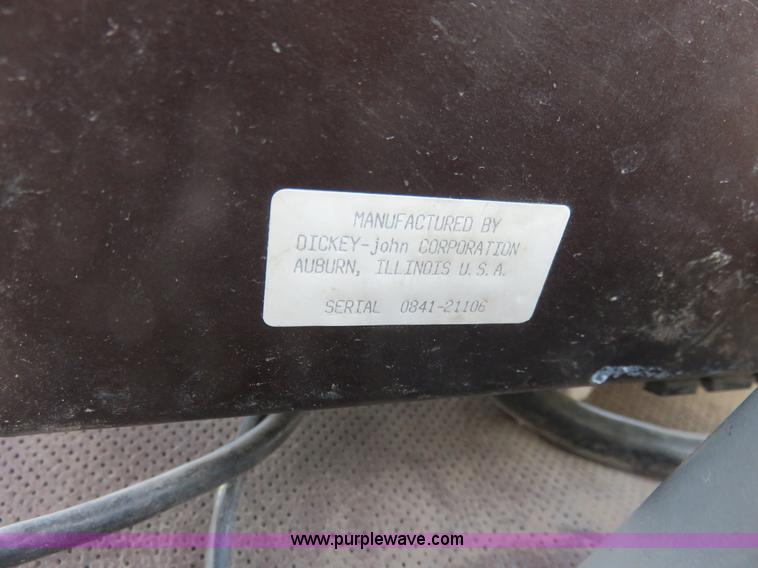 MANUFACTURED BY
DICKEY-john CORPORATION
AUBURN, ILLINOIS U.S.A.
SERIAL 0841-21106
www.purplewave.com